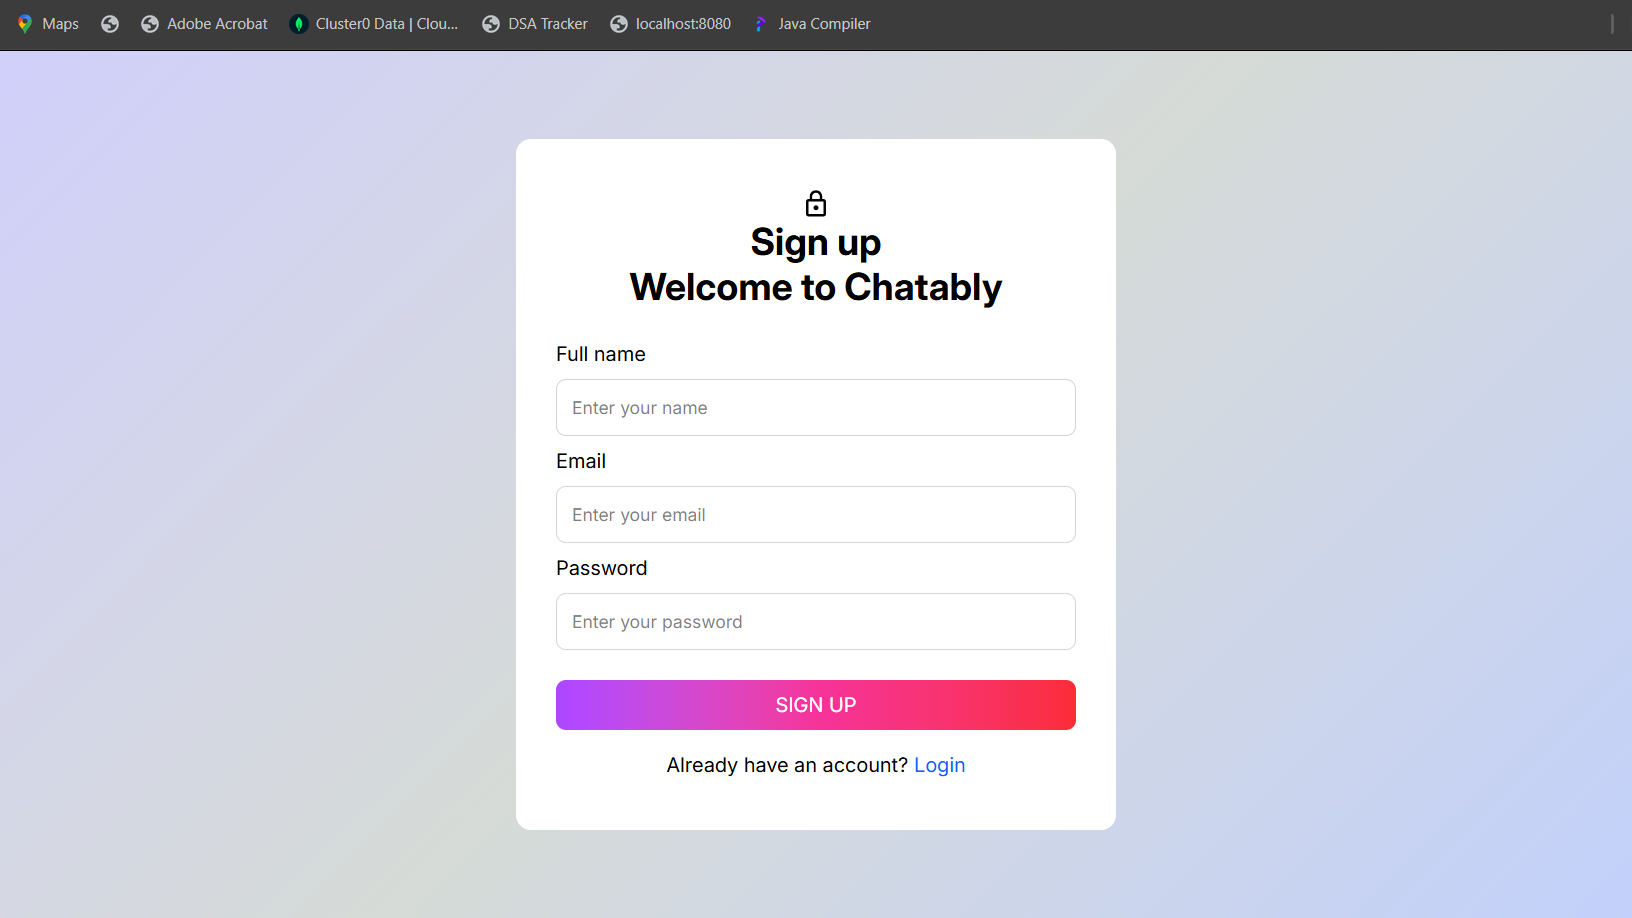 Maps Adobe Acrobat Cluster0 Data | Clou... DSA Tracker localhost:8080 Java Compiler
Sign up
Welcome to Chatably
Full name
Enter your name
Email
Enter your email
Password
Enter your password
SIGN UP
Already have an account? Login